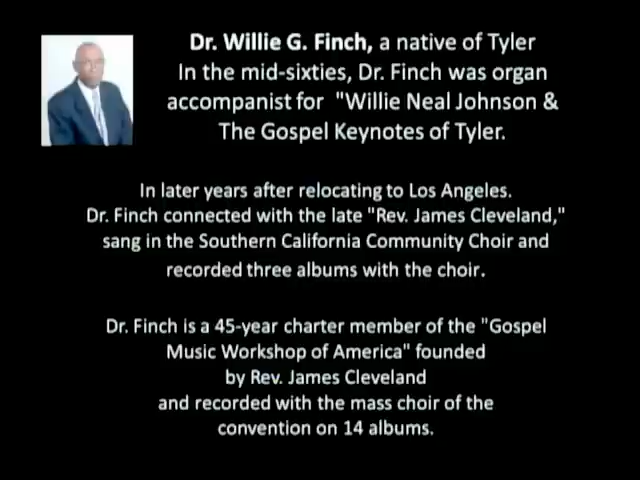 Dr. Willie G. Finch, a native of Tyler
In the mid-sixties, Dr. Finch was organ
accompanist for "Willie Neal Johnson &
The Gospel Keynotes of Tyler.
In later years after relocating to Los Angeles.
Dr. Finch connected with the late "Rev. James Cleveland,"
sang in the Southern California Community Choir and
recorded three albums with the choir.
Dr. Finch is a 45-year charter member of the "Gospel
Music Workshop of America" founded
by Rev. James Cleveland
and recorded with the mass choir of the
convention on 14 albums.